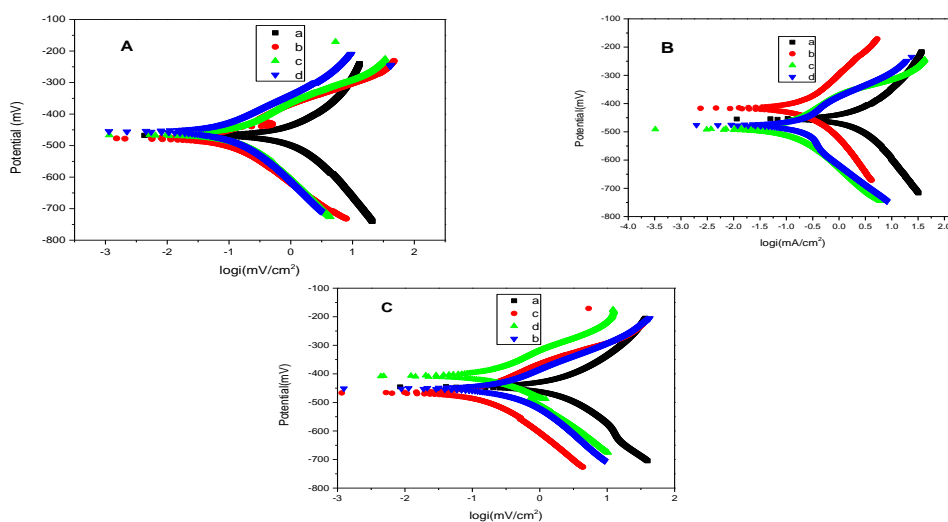 A
a
b
c
d
-100
-200
-300
-400
-500
-600
-700
-800
Potential (mV)
-3 -2 -1 0 1 2
logi(mV/cm²)
B
a
b
c
d
-100
-200
-300
-400
-500
-600
-700
-800
Potential (mV)
-4.0 -3.5 -3.0 -2.5 -2.0 -1.5 -1.0 -0.5 0.0 0.5 1.0 1.5 2.0
logi(mA/cm²)
C
a
c
d
b
-100
-200
-300
-400
-500
-600
-700
-800
Potential(mV)
-3 -2 -1 0 1 2
logi(mV/cm²)